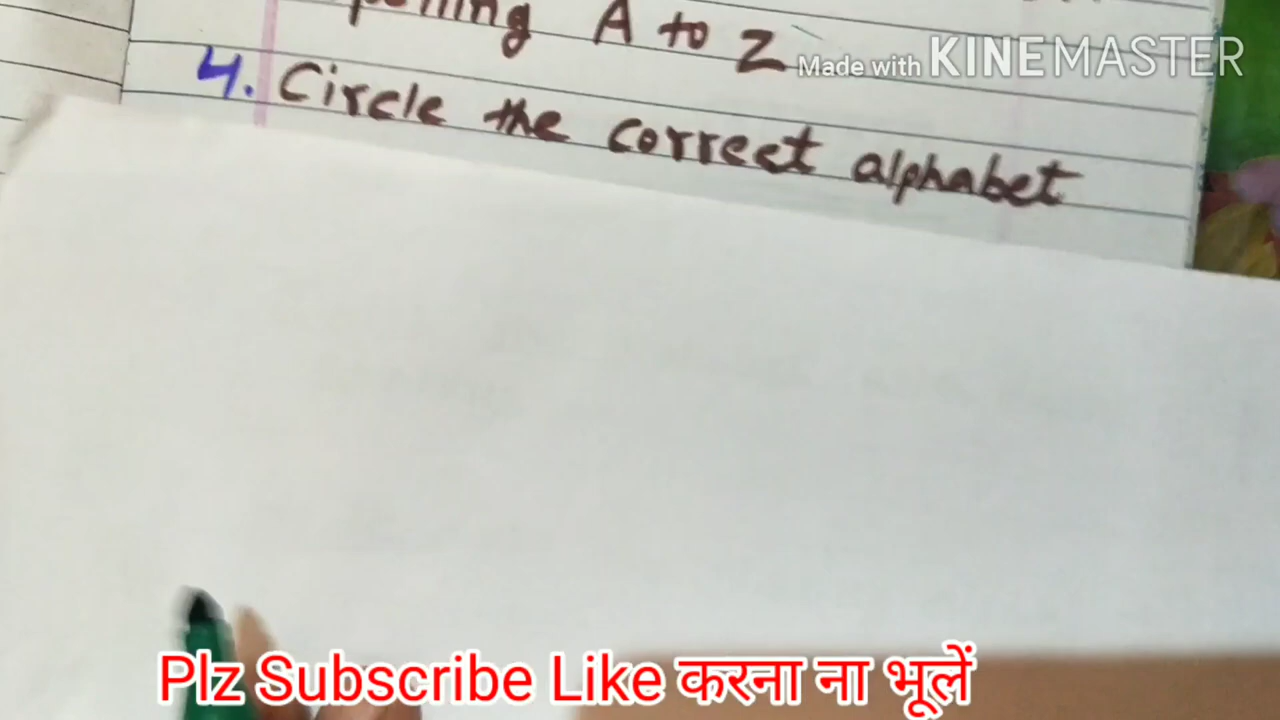 A to Z
Made with KINEMASTER
4. Circle the correct alphabet
Plz Subscribe Like करना ना भूलें